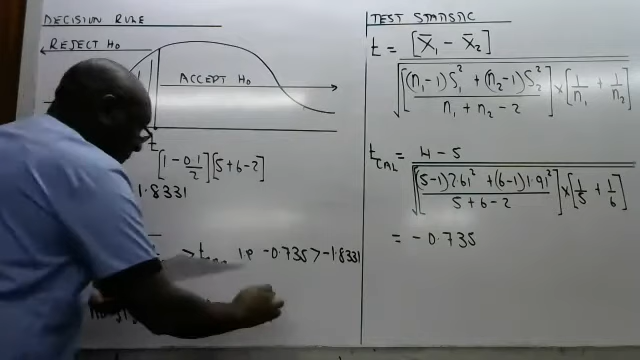 DECISION RULE
REJECT H0
ACCEPT H0
t
[1 - 0.1/2][5+6-2]
1.8331
> t
ie -0.735 > -1.8331
TEST STATISTIC
t = [X̄1 - X̄2]
√[((n1-1)S1² + (n2-1)S2²)/(n1 + n2 - 2)] × [1/n1 + 1/n2]
tCAL = 4 - 5
√[((5-1)2.61² + (6-1)1.91²)/(5+6-2)] × [1/5 + 1/6]
= -0.735